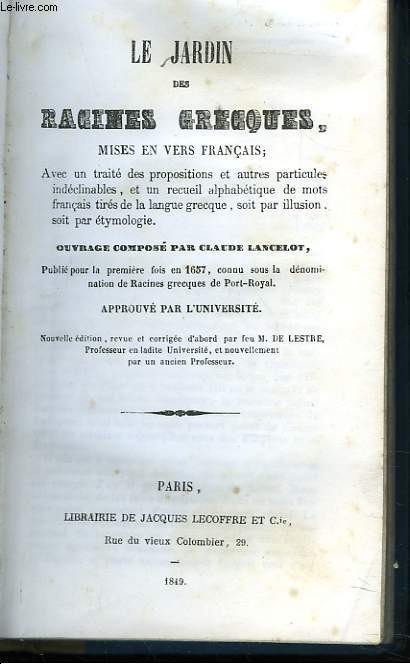 Le-livre.com
LE JARDIN
DES
RACINES GRECQUES,
MISES EN VERS FRANÇAIS;
Avec un traité des propositions et autres particules
indéclinables, et un recueil alphabétique de mots
français tirés de la langue grecque, soit par illusion,
soit par étymologie.
OUVRAGE COMPOSÉ PAR CLAUDE LANCELOT,
Publié pour la première fois en 1657, connu sous la dénomi-
nation de Racines grecques de Port-Royal.
APPROUVÉ PAR L'UNIVERSITÉ.
Nouvelle édition, revue et corrigée d'abord par feu M. DE LESTRE,
Professeur en ladite Université, et nouvellement
par un ancien Professeur.
PARIS,
LIBRAIRIE DE JACQUES LECOFFRE ET C.ie,
Rue du vieux Colombier, 29.
1849.